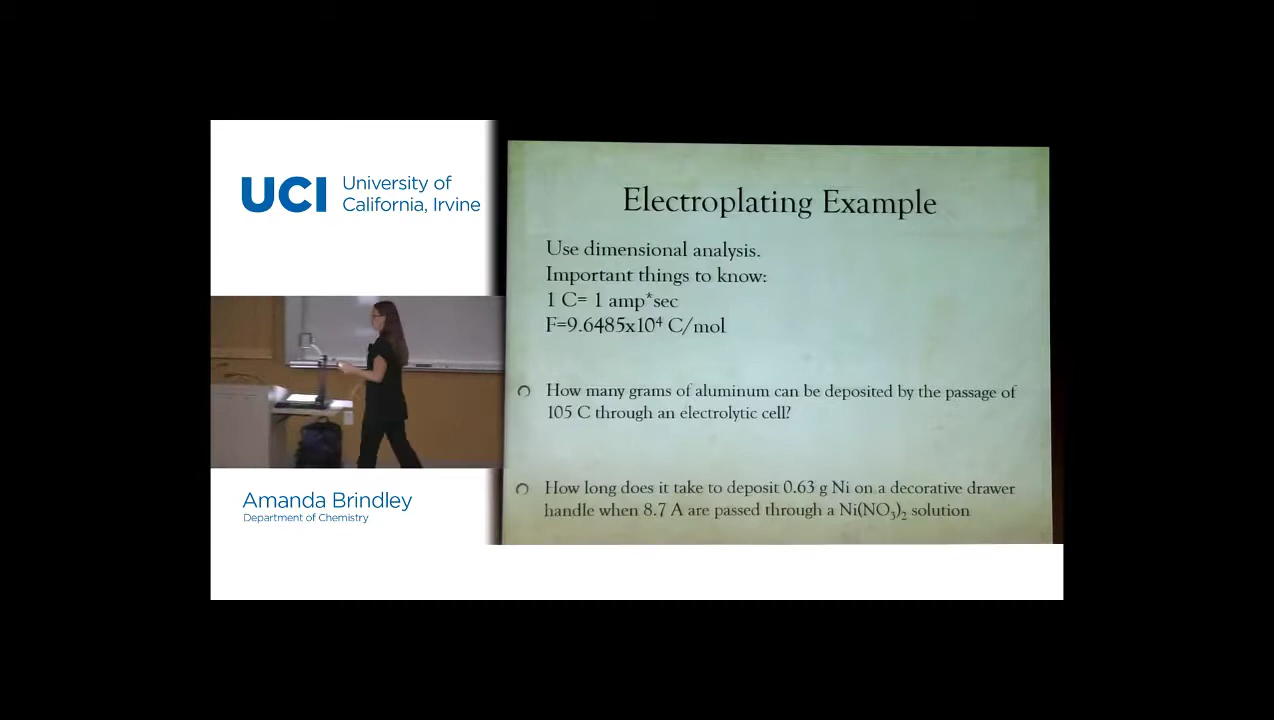 UCI University of
California, Irvine
Amanda Brindley
Department of Chemistry
Electroplating Example
Use dimensional analysis.
Important things to know:
1 C= 1 amp*sec
F=9.6485x10⁴ C/mol
How many grams of aluminum can be deposited by the passage of
105 C through an electrolytic cell?
How long does it take to deposit 0.63 g Ni on a decorative drawer
handle when 8.7 A are passed through a Ni(NO₃)₂ solution